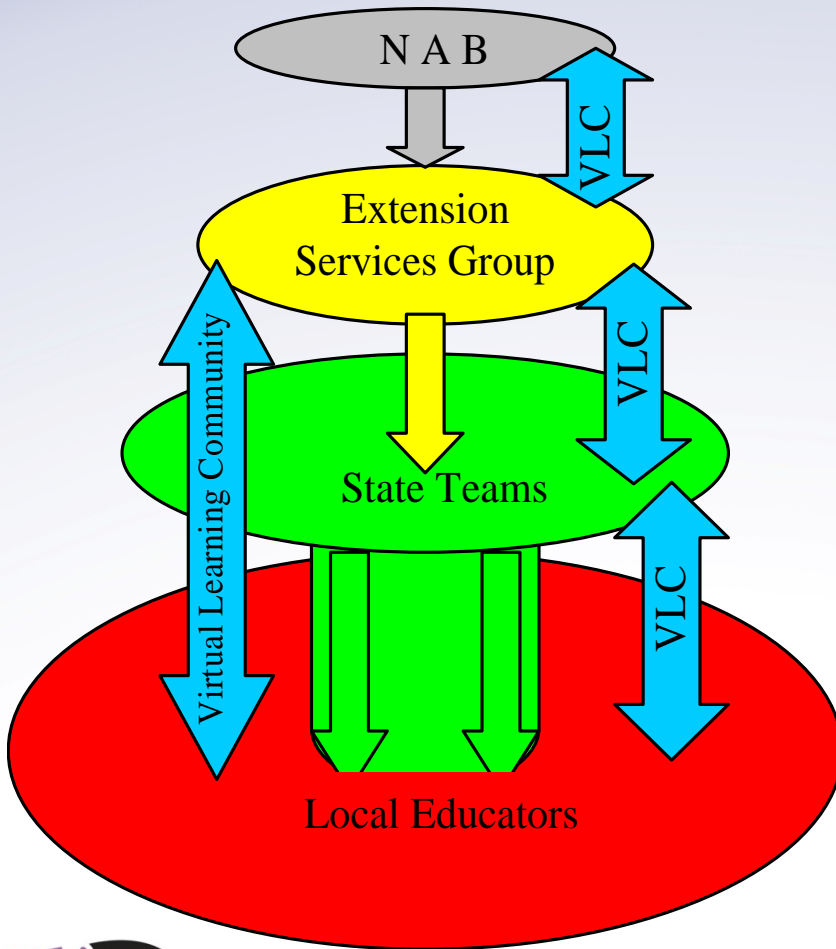 N A B
VLC
Extension
Services Group
VLC
Virtual Learning Community
State Teams
VLC
Local Educators